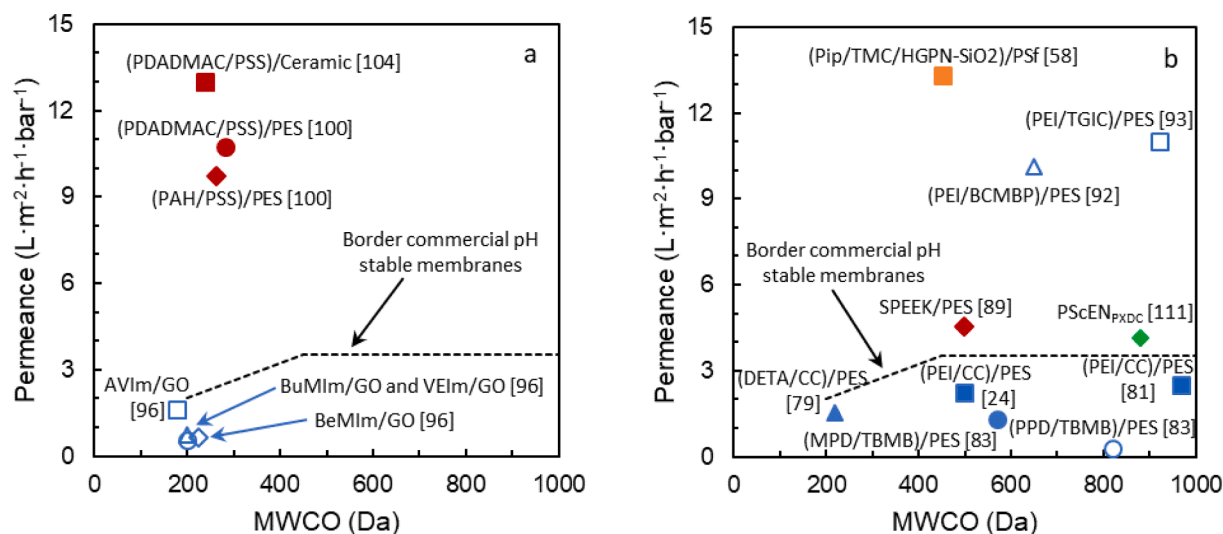 15
12
9
6
3
0
Permeance (L·m⁻²·h⁻¹·bar⁻¹)
a
(PDADMAC/PSS)/Ceramic [104]
(PDADMAC/PSS)/PES [100]
(PAH/PSS)/PES [100]
Border commercial pH
stable membranes
AVIm/GO
[96]
BuMIm/GO and VEIm/GO [96]
BeMIm/GO [96]
0
200
400
600
800
1000
MWCO (Da)
15
12
9
6
3
0
Permeance (L·m⁻²·h⁻¹·bar⁻¹)
b
(Pip/TMC/HGPN-SiO2)/PSf [58]
(PEI/TGIC)/PES [93]
(PEI/BCMBP)/PES [92]
Border commercial pH
stable membranes
SPEEK/PES [89]
PScEN_PXDC [111]
(DETA/CC)/PES
[79]
(PEI/CC)/PES
[24]
(PEI/CC)/PES
[81]
(MPD/TBMB)/PES [83]
(PPD/TBMB)/PES [83]
0
200
400
600
800
1000
MWCO (Da)